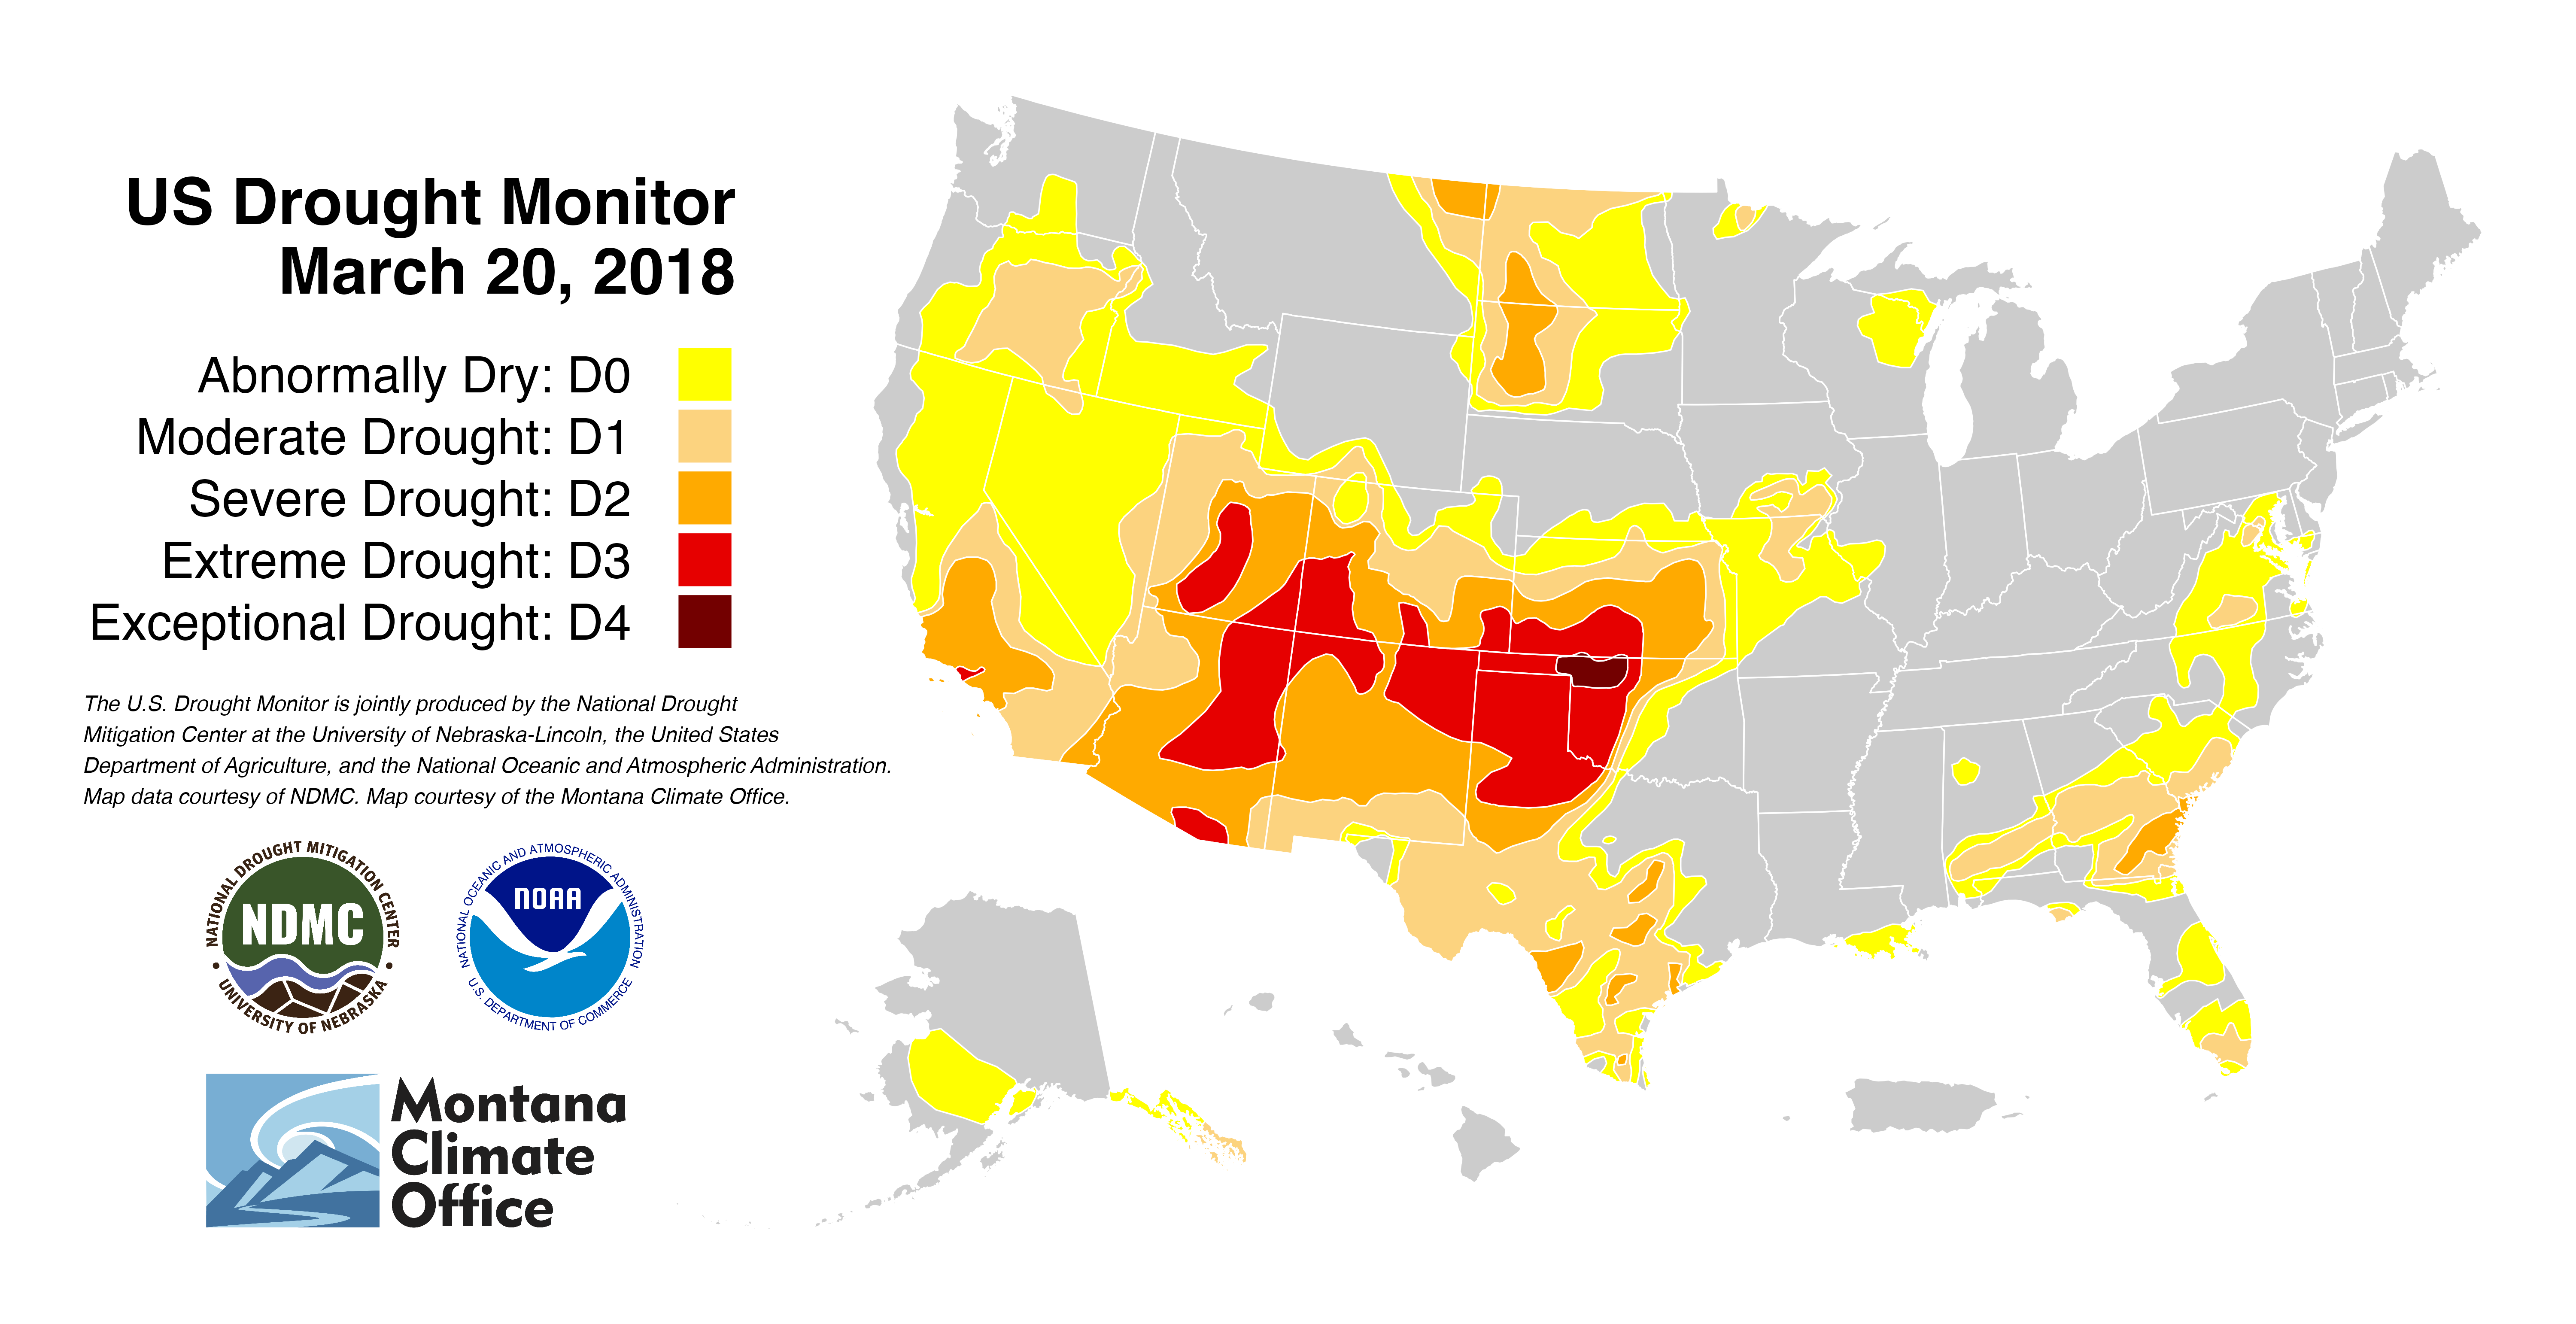 US Drought Monitor
March 20, 2018
Abnormally Dry: D0
Moderate Drought: D1
Severe Drought: D2
Extreme Drought: D3
Exceptional Drought: D4
The U.S. Drought Monitor is jointly produced by the National Drought
Mitigation Center at the University of Nebraska-Lincoln, the United States
Department of Agriculture, and the National Oceanic and Atmospheric Administration.
Map data courtesy of NDMC. Map courtesy of the Montana Climate Office.
NATIONAL DROUGHT MITIGATION CENTER
NDMC
• UNIVERSITY OF NEBRASKA •
NATIONAL OCEANIC AND ATMOSPHERIC ADMINISTRATION
NOAA
U.S. DEPARTMENT OF COMMERCE
Montana
Climate
Office